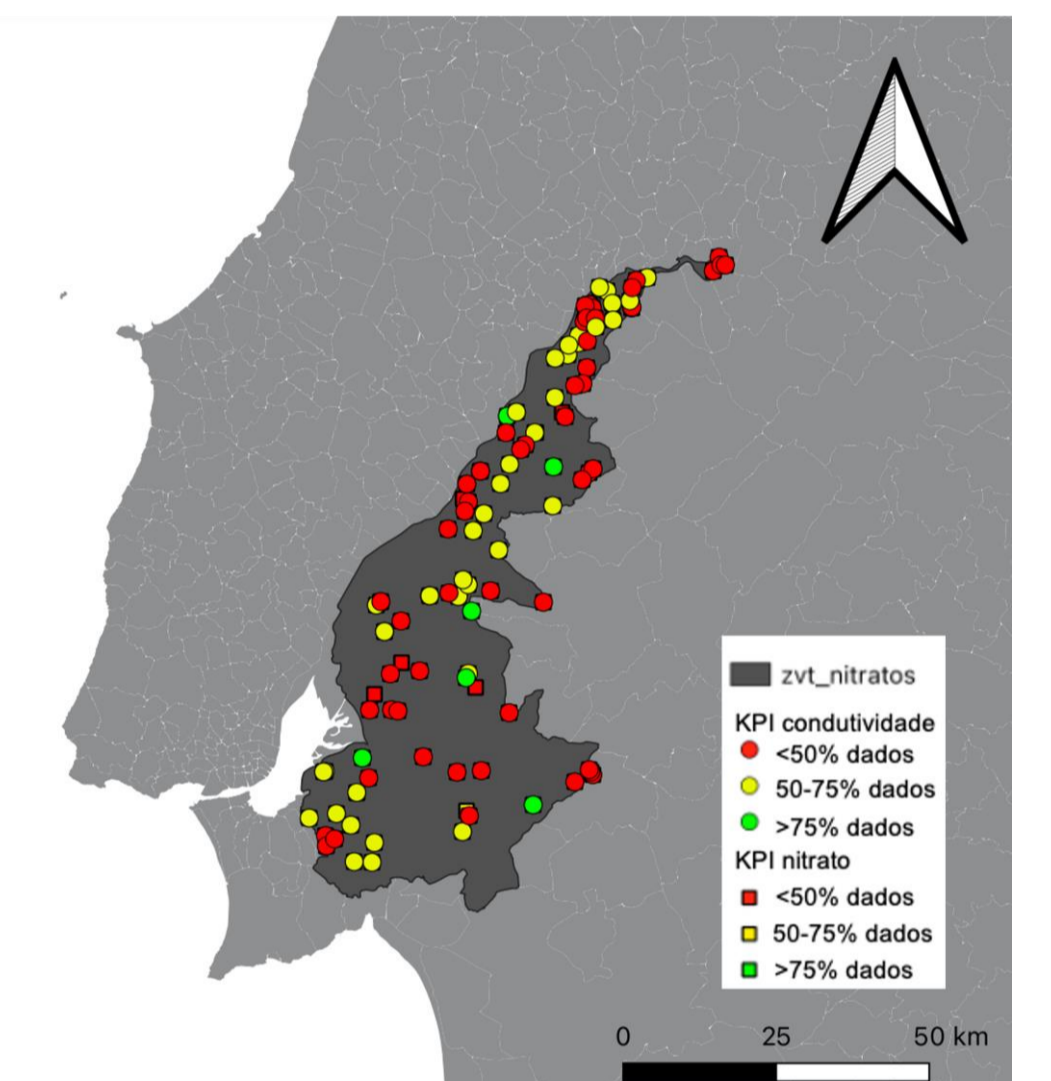 zvt_nitratos
KPI condutividade
<50% dados
50-75% dados
>75% dados
KPI nitrato
<50% dados
50-75% dados
>75% dados
0 25 50 km